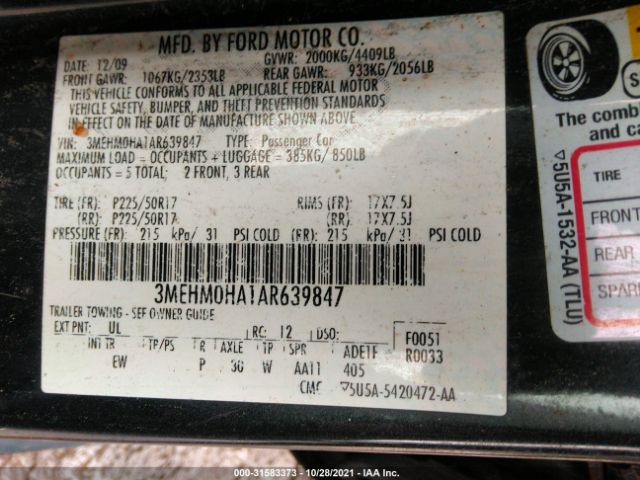 MFD. BY FORD MOTOR CO.
DATE: 12/09 GVWR: 2000KG/4409LB
FRONT GAWR: 1067KG/2353LB REAR GAWR: 933KG/2056LB
THIS VEHICLE CONFORMS TO ALL APPLICABLE FEDERAL MOTOR
VEHICLE SAFETY, BUMPER, AND THEFT PREVENTION STANDARDS
IN EFFECT ON THE DATE OF MANUFACTURE SHOWN ABOVE.
VIN: 3MEHM0HA1AR639847 TYPE: Passenger Car
MAXIMUM LOAD = OCCUPANTS + LUGGAGE = 385KG/ 850LB
OCCUPANTS = 5 TOTAL: 2 FRONT, 3 REAR
TIRE (FR): P225/50R17 RIMS (FR): 17X7.5J
(RR): P225/50R17 (RR): 17X7.5J
PRESSURE (FR): 215 kPa/ 31 PSI COLD (FR): 215 kPa/ 31 PSI COLD
3MEHM0HA1AR639847
TRAILER TOWING - SEE OWNER GUIDE
EXT PNT: UL RC: 12 DSO: F0051
INT TR TP/PS R AXLE TR SPR ADETF R0033
EW P 30 W AA11 405
CMC ▽5U5A-5420472-AA
The comb
and ca
TIRE
FRONT
REAR
SPAR
▽5U5A-1532-AA (TLU)
000-31583373 - 10/28/2021 - IAA Inc.